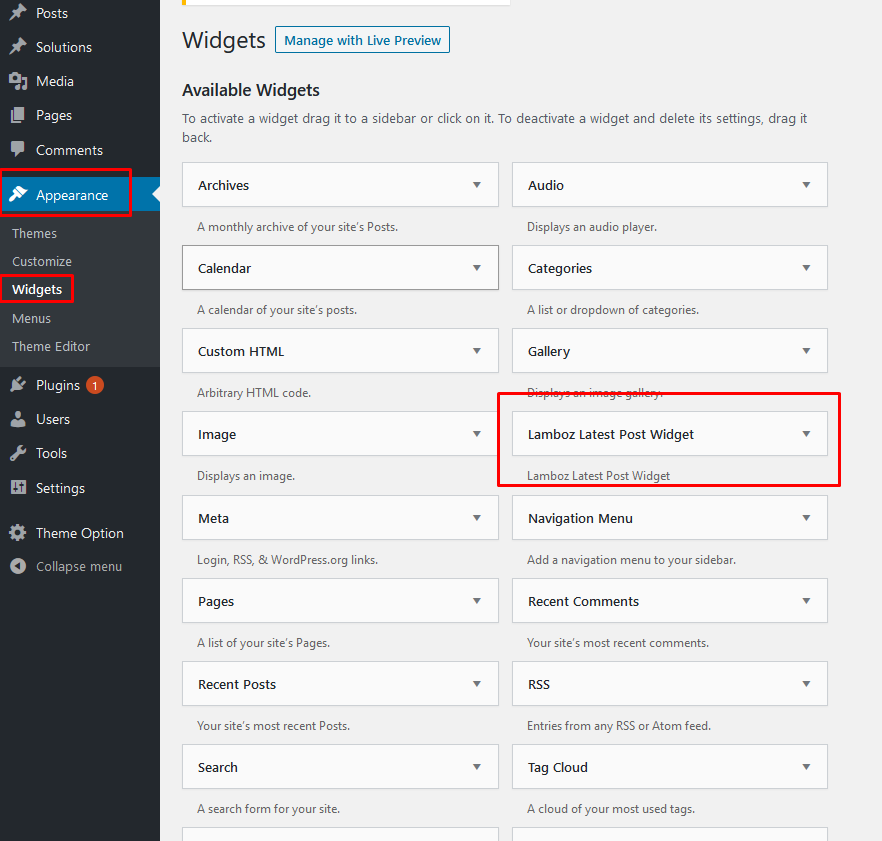 Posts
Solutions
Media
Pages
Comments
Appearance
Themes
Customize
Widgets
Menus
Theme Editor
Plugins 1
Users
Tools
Settings
Theme Option
Collapse menu
Widgets Manage with Live Preview
Available Widgets
To activate a widget drag it to a sidebar or click on it. To deactivate a widget and delete its settings, drag it
back.
Archives
A monthly archive of your site’s Posts.
Audio
Displays an audio player.
Calendar
A calendar of your site’s posts.
Categories
A list or dropdown of categories.
Custom HTML
Arbitrary HTML code.
Gallery
Displays an image gallery.
Image
Displays an image.
Lamboz Latest Post Widget
Lamboz Latest Post Widget
Meta
Login, RSS, & WordPress.org links.
Navigation Menu
Add a navigation menu to your sidebar.
Pages
A list of your site’s Pages.
Recent Comments
Your site’s most recent comments.
Recent Posts
Your site’s most recent Posts.
RSS
Entries from any RSS or Atom feed.
Search
A search form for your site.
Tag Cloud
A cloud of your most used tags.